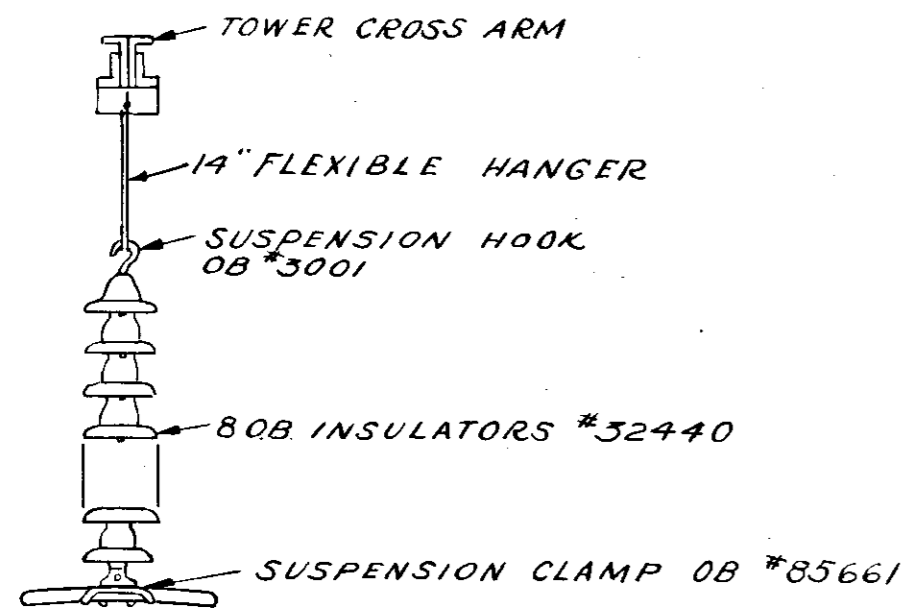 TOWER CROSS ARM
14" FLEXIBLE HANGER
SUSPENSION HOOK
OB #3001
8 O.B. INSULATORS #32440
SUSPENSION CLAMP OB #85661